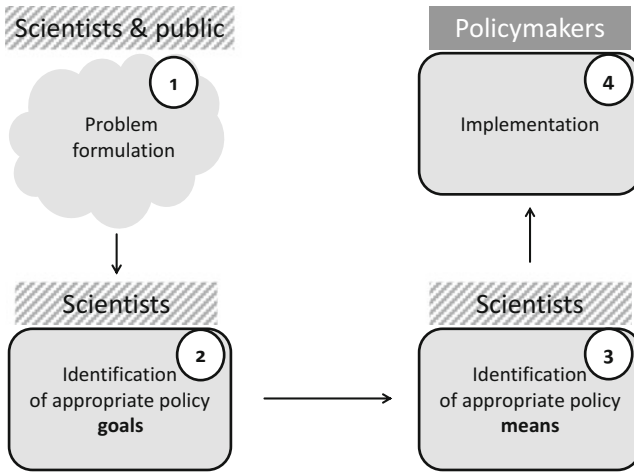 Scientists & public
1
Problem
formulation
Scientists
2
Identification
of appropriate policy
goals
Scientists
3
Identification
of appropriate policy
means
Policymakers
4
Implementation